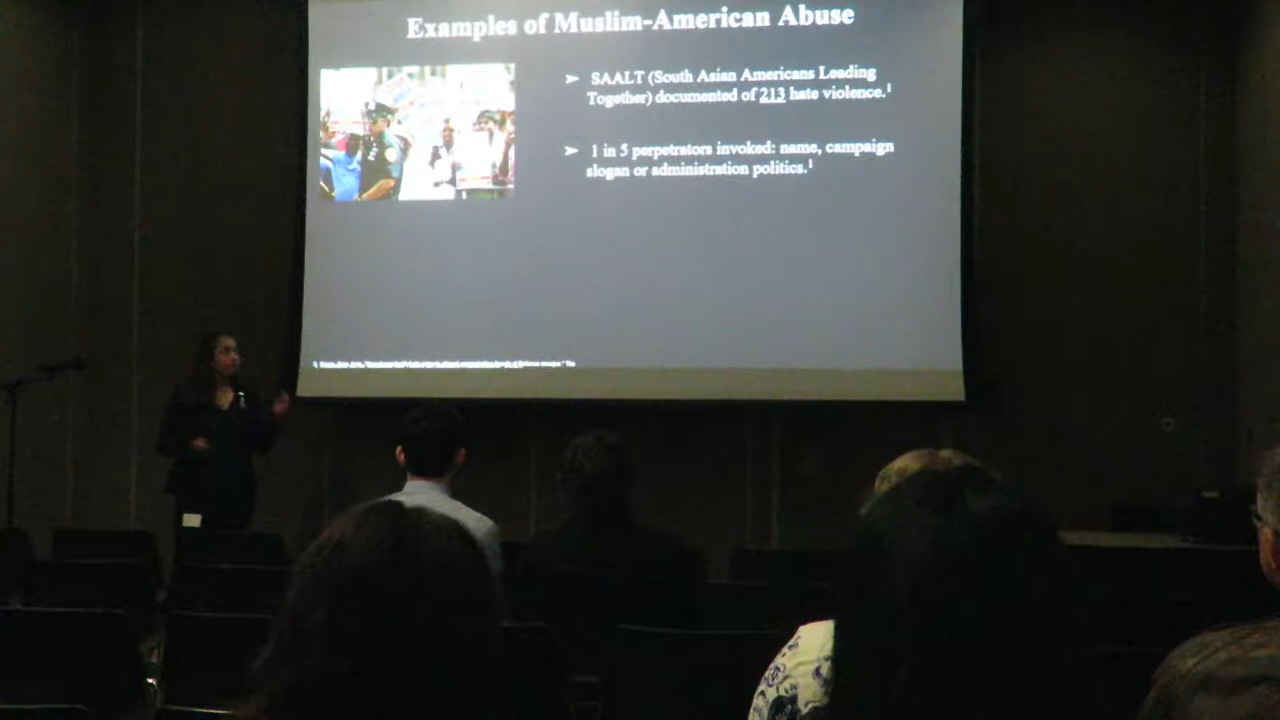 Examples of Muslim-American Abuse
➤ SAALT (South Asian Americans Leading
Together) documented of 213 hate violence.¹
➤ 1 in 5 perpetrators invoked: name, campaign
slogan or administration politics.¹